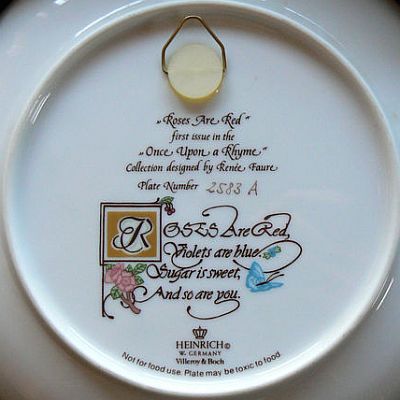 „Roses Are Red"
first issue in the
„Once Upon a Rhyme"
Collection designed by Renée Faure
Plate Number 2583 A
ROSES Are Red,
Violets are blue.
Sugar is sweet,
And so are you.
HEINRICH©
W. GERMANY
Villeroy & Boch
Not for food use. Plate may be toxic to food.